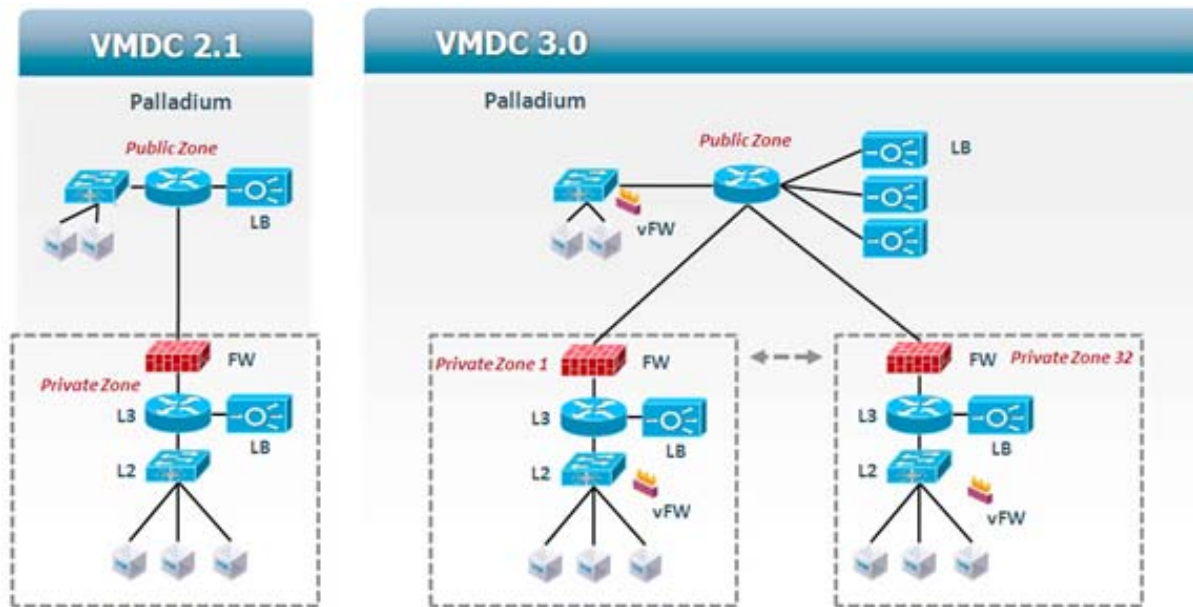 VMDC 2.1
Palladium
Public Zone
LB
FW
Private Zone
L3
LB
L2
VMDC 3.0
Palladium
Public Zone
LB
vFW
Private Zone 1
FW
L3
LB
L2
vFW
FW
Private Zone 32
L3
LB
L2
vFW